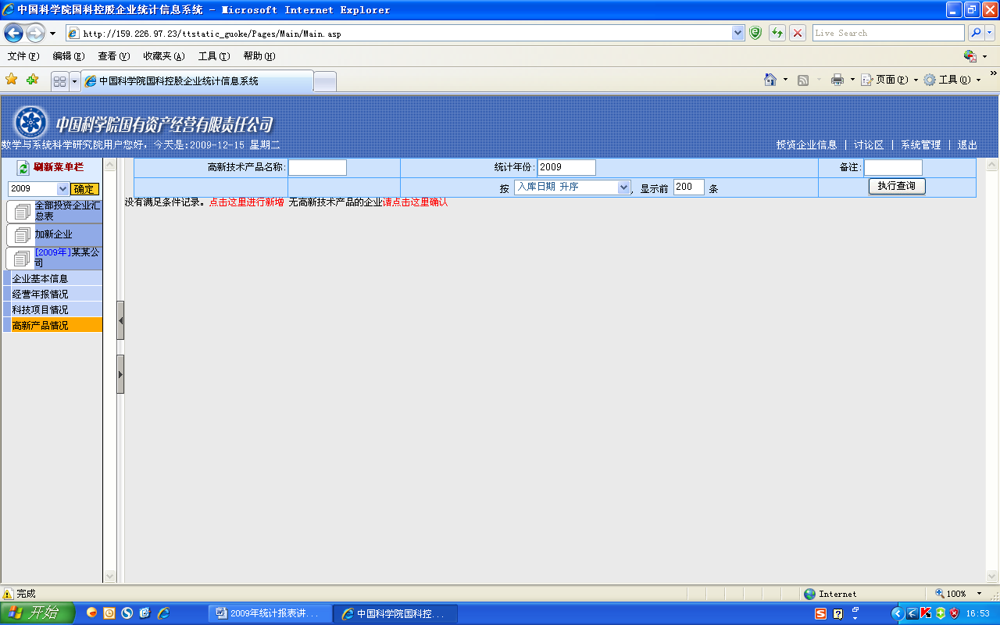 中国科学院国科控股企业统计信息系统 - Microsoft Internet Explorer
http://159.226.97.23/ttstatic_guoke/Pages/Main/Main.asp
Live Search
文件(F) 编辑(E) 查看(V) 收藏夹(A) 工具(T) 帮助(H)
中国科学院国科控股企业统计信息系统
页面(P) 工具(O)
中国科学院国有资产经营有限责任公司
数学与系统科学研究院用户您好，今天是:2009-12-15 星期二
投资企业信息 | 讨论区 | 系统管理 | 退出
刷新菜单栏
2009 确定
全部投资企业汇
总表
加新企业
[2009年]某某公
司
企业基本信息
经营年报情况
科技项目情况
高新产品情况
高新技术产品名称: 统计年份: 2009 备注:
按 入库日期 升序 , 显示前 200 条 执行查询
没有满足条件记录。点击这里进行新增 无高新技术产品的企业请点击这里确认
完成
Internet
100%
开始
2009年统计报表讲...
中国科学院国科控...
16:53